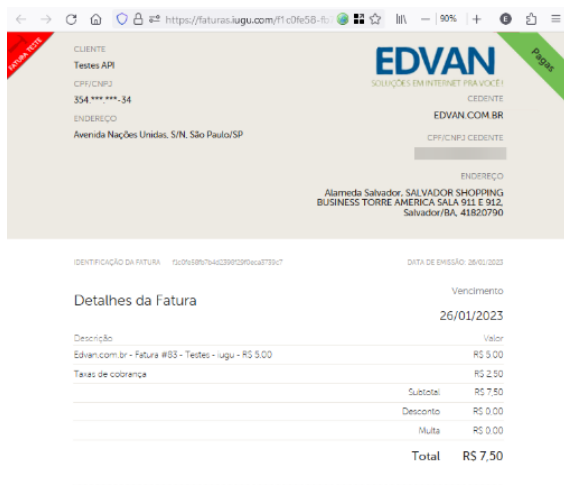 https://faturas.iugu.com/f1c0fe58-fb
90%
FATURA TESTE
CLIENTE
Testes API
CPF/CNPJ
354.***.***-34
ENDEREÇO
Avenida Nações Unidas, S/N, São Paulo/SP
EDVAN
SOLUÇÕES EM INTERNET PRA VOCÊ!
Pagas
CEDENTE
EDVAN.COM.BR
CPF/CNPJ CEDENTE
ENDEREÇO
Alameda Salvador, SALVADOR SHOPPING
BUSINESS TORRE AMERICA SALA 911 E 912,
Salvador/BA, 41820790
IDENTIFICAÇÃO DA FATURA
DATA DE EMISSÃO: 26/01/2023
Detalhes da Fatura
Vencimento
26/01/2023
Descrição Valor
Edvan.com.br - Fatura #83 - Testes - iugu - R$ 5,00 R$ 5,00
Taxas de cobrança R$ 2,50
Subtotal R$ 7,50
Desconto R$ 0,00
Multa R$ 0,00
Total R$ 7,50